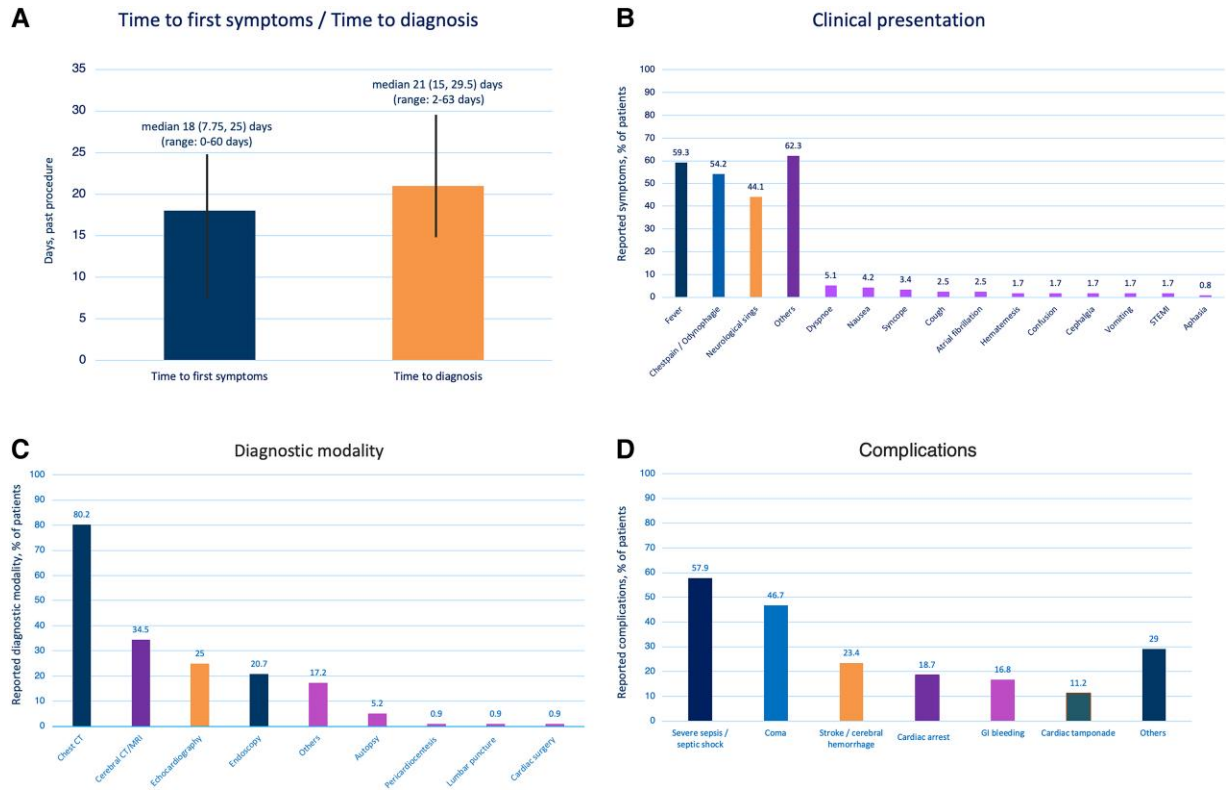 A
Time to first symptoms / Time to diagnosis
Days, past procedure
35
30
25
20
15
10
5
0
median 18 (7.75, 25) days
(range: 0-60 days)
median 21 (15, 29.5) days
(range: 2-63 days)
Time to first symptoms
Time to diagnosis
B
Clinical presentation
Reported symptoms, % of patients
100
90
80
70
60
50
40
30
20
10
0
59.3
54.2
44.1
62.3
5.1
4.2
3.4
2.5
2.5
1.7
1.7
1.7
1.7
1.7
0.8
Fever
Chestpain / Odynophagie
Neurological sings
Others
Dyspnoe
Nausea
Syncope
Cough
Atrial fibrillation
Hematemesis
Confusion
Cephalgia
Vomiting
STEMI
Aphasia
C
Diagnostic modality
Reported diagnostic modality, % of patients
100
90
80
70
60
50
40
30
20
10
0
80.2
34.5
25
20.7
17.2
5.2
0.9
0.9
0.9
Chest CT
Cerebral CT/MRI
Echocardiography
Endoscopy
Others
Autopsy
Pericardiocentesis
Lumbar puncture
Cardiac surgery
D
Complications
Reported complications, % of patients
100
90
80
70
60
50
40
30
20
10
0
57.9
46.7
23.4
18.7
16.8
11.2
29
Severe sepsis /
septic shock
Coma
Stroke / cerebral
hemorrhage
Cardiac arrest
GI bleeding
Cardiac tamponade
Others